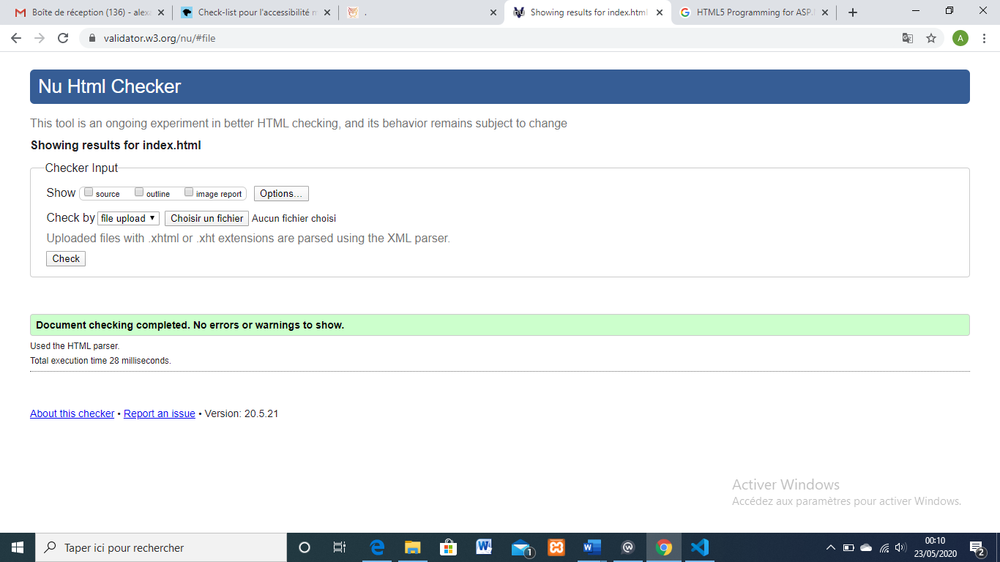 Boîte de réception (136) - alexa
Check-list pour l'accessibilité m
.
Showing results for index.html
HTML5 Programming for ASP.N
validator.w3.org/nu/#file
A
Nu Html Checker
This tool is an ongoing experiment in better HTML checking, and its behavior remains subject to change
Showing results for index.html
Checker Input
Show source outline image report Options...
Check by file upload Choisir un fichier Aucun fichier choisi
Uploaded files with .xhtml or .xht extensions are parsed using the XML parser.
Check
Document checking completed. No errors or warnings to show.
Used the HTML parser.
Total execution time 28 milliseconds.
About this checker • Report an issue • Version: 20.5.21
Activer Windows
Accédez aux paramètres pour activer Windows.
Taper ici pour rechercher
1
00:10
23/05/2020
2